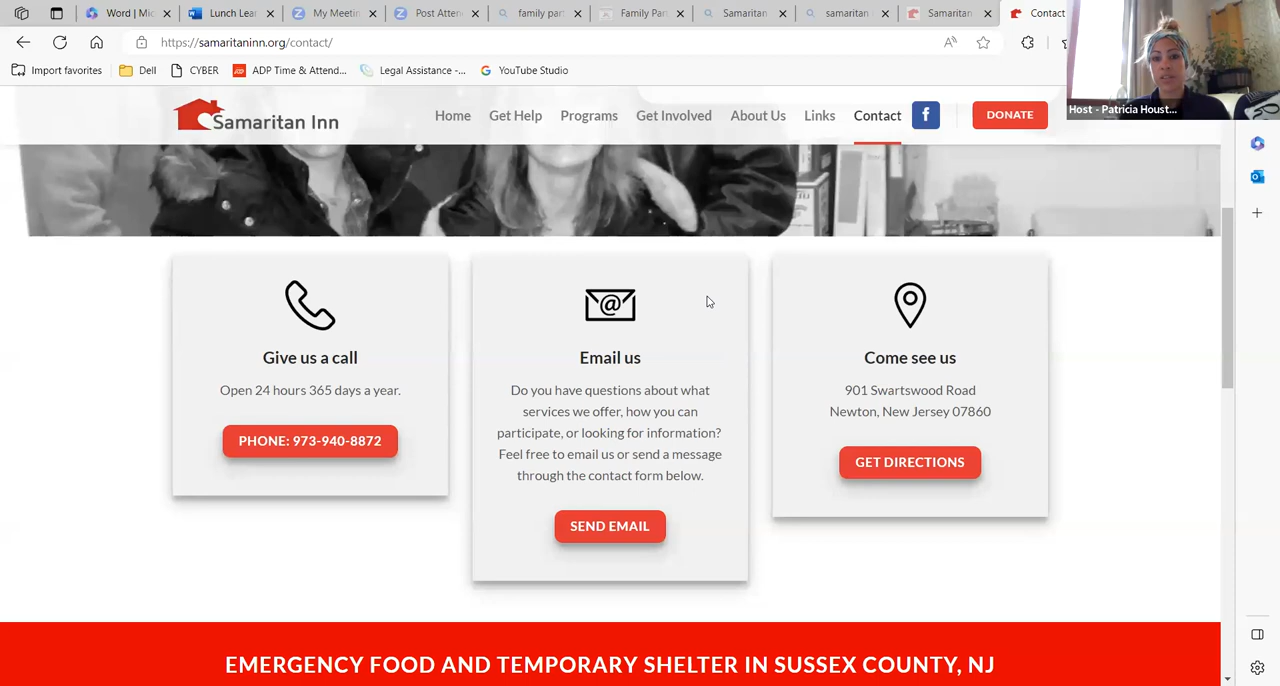 Word | Mic
Lunch Lear
My Meetin
Post Atten
family par
Family Par
Samaritan
samaritan
Samaritan
Contact
https://samaritaninn.org/contact/
Import favorites
Dell
CYBER
ADP Time & Attend...
Legal Assistance -...
YouTube Studio
Host - Patricia Houst...
Samaritan Inn
Home
Get Help
Programs
Get Involved
About Us
Links
Contact
f
DONATE
Give us a call
Open 24 hours 365 days a year.
PHONE: 973-940-8872
Email us
Do you have questions about what
services we offer, how you can
participate, or looking for information?
Feel free to email us or send a message
through the contact form below.
SEND EMAIL
Come see us
901 Swartswood Road
Newton, New Jersey 07860
GET DIRECTIONS
EMERGENCY FOOD AND TEMPORARY SHELTER IN SUSSEX COUNTY, NJ